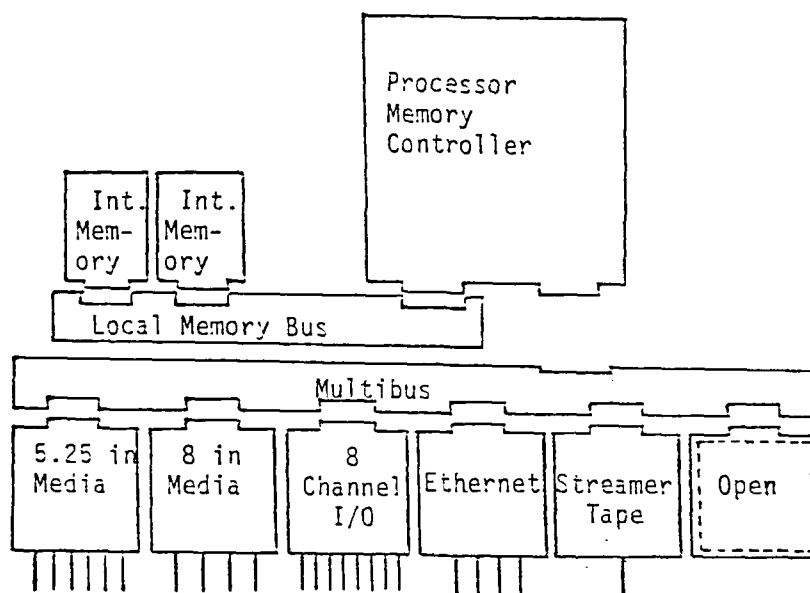 Processor
Memory
Controller
Int.
Mem-
ory
Int.
Mem-
ory
Local Memory Bus
Multibus
5.25 in
Media
8 in
Media
8
Channel
I/O
Ethernet
Streamer
Tape
Open